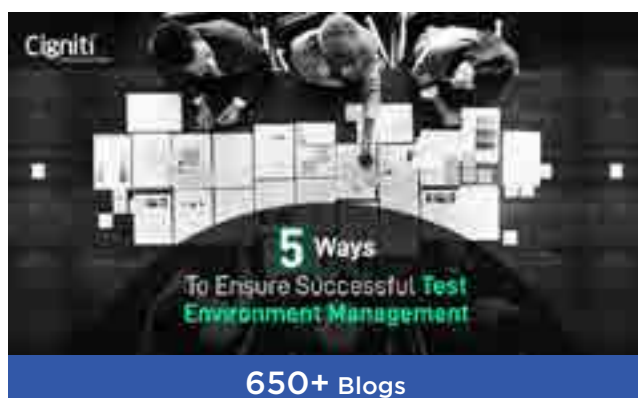 Cigniti
5 Ways
To Ensure Successful Test
Environment Management
650+ Blogs